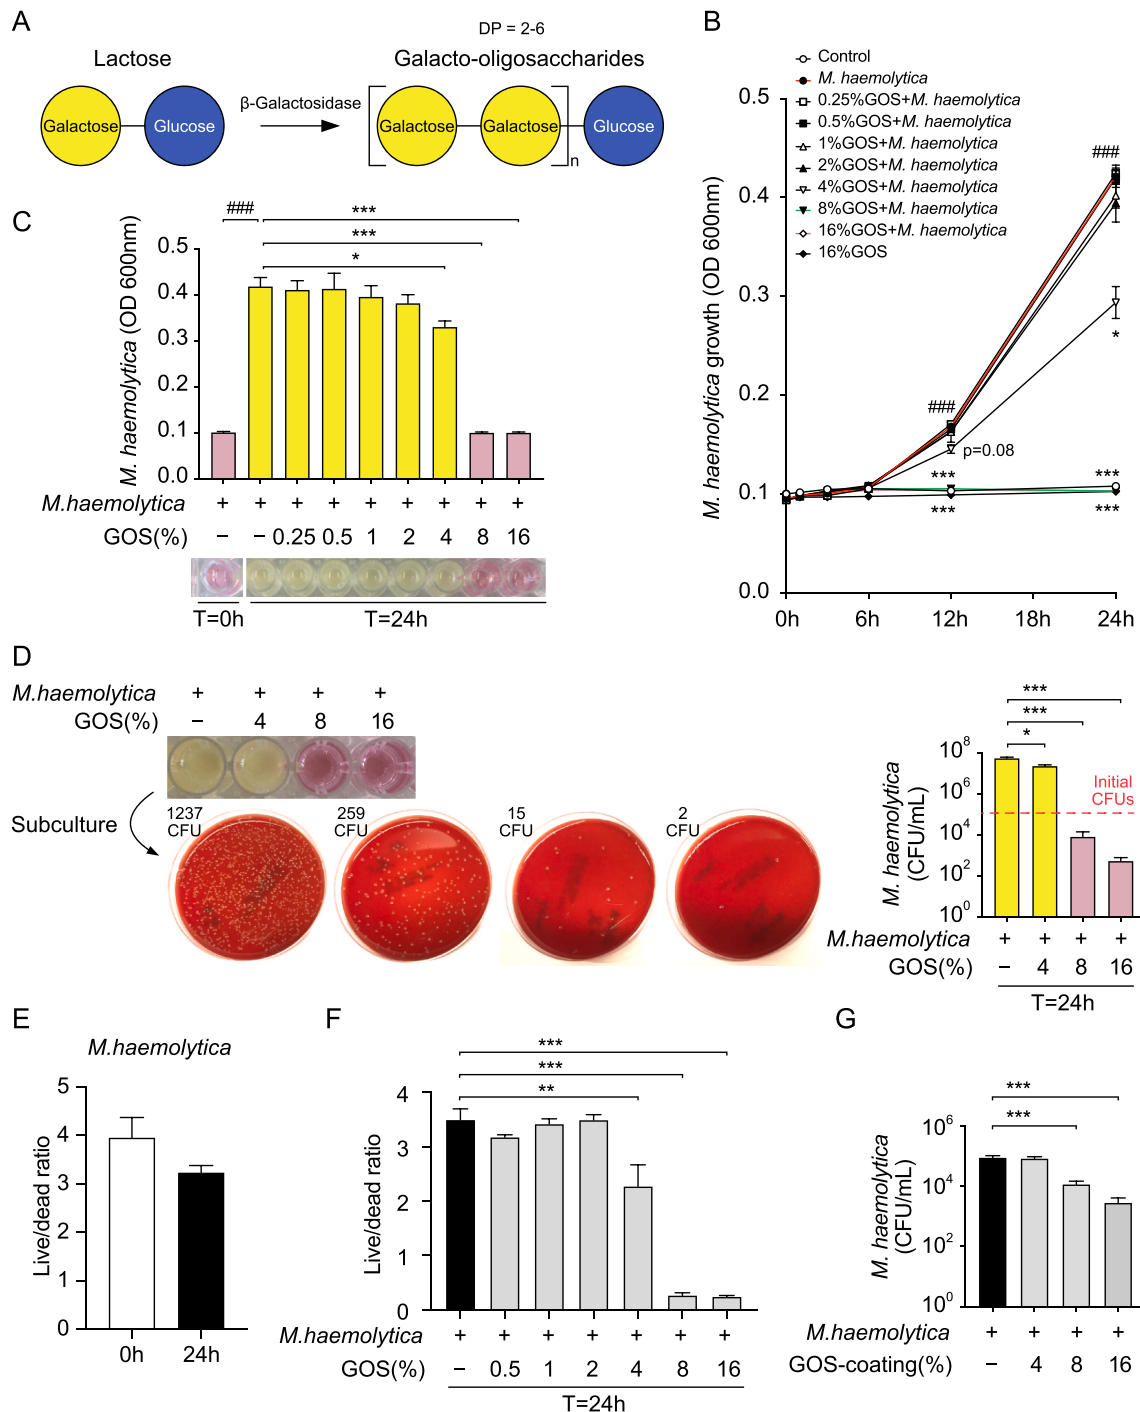 A
DP = 2-6
Lactose
Galacto-oligosaccharides
Galactose
Glucose
β-Galactosidase
Galactose
Galactose
Glucose
n
B
Control
M. haemolytica
0.25%GOS+M. haemolytica
0.5%GOS+M. haemolytica
1%GOS+M. haemolytica
2%GOS+M. haemolytica
4%GOS+M. haemolytica
8%GOS+M. haemolytica
16%GOS+M. haemolytica
16%GOS
M. haemolytica growth (OD 600nm)
0.5
0.4
0.3
0.2
0.1
0.0
###
###
*
p=0.08
***
***
***
***
0h 6h 12h 18h 24h
C
###
***
***
*
M. haemolytica (OD 600nm)
0.5
0.4
0.3
0.2
0.1
0.0
M.haemolytica + + + + + + + + +
GOS(%) – – 0.25 0.5 1 2 4 8 16
T=0h T=24h
D
M.haemolytica + + + +
GOS(%) – 4 8 16
Subculture
1237
CFU
259
CFU
15
CFU
2
CFU
***
***
*
M. haemolytica
(CFU/mL)
10^8
10^6
10^4
10^2
10^0
Initial
CFUs
M.haemolytica + + + +
GOS(%) – 4 8 16
T=24h
E
M.haemolytica
Live/dead ratio
5
4
3
2
1
0
0h 24h
F
***
***
**
Live/dead ratio
4
3
2
1
0
M.haemolytica + + + + + + +
GOS(%) – 0.5 1 2 4 8 16
T=24h
G
***
***
M. haemolytica
(CFU/mL)
10^6
10^4
10^2
10^0
M.haemolytica + + + +
GOS-coating(%) – 4 8 16